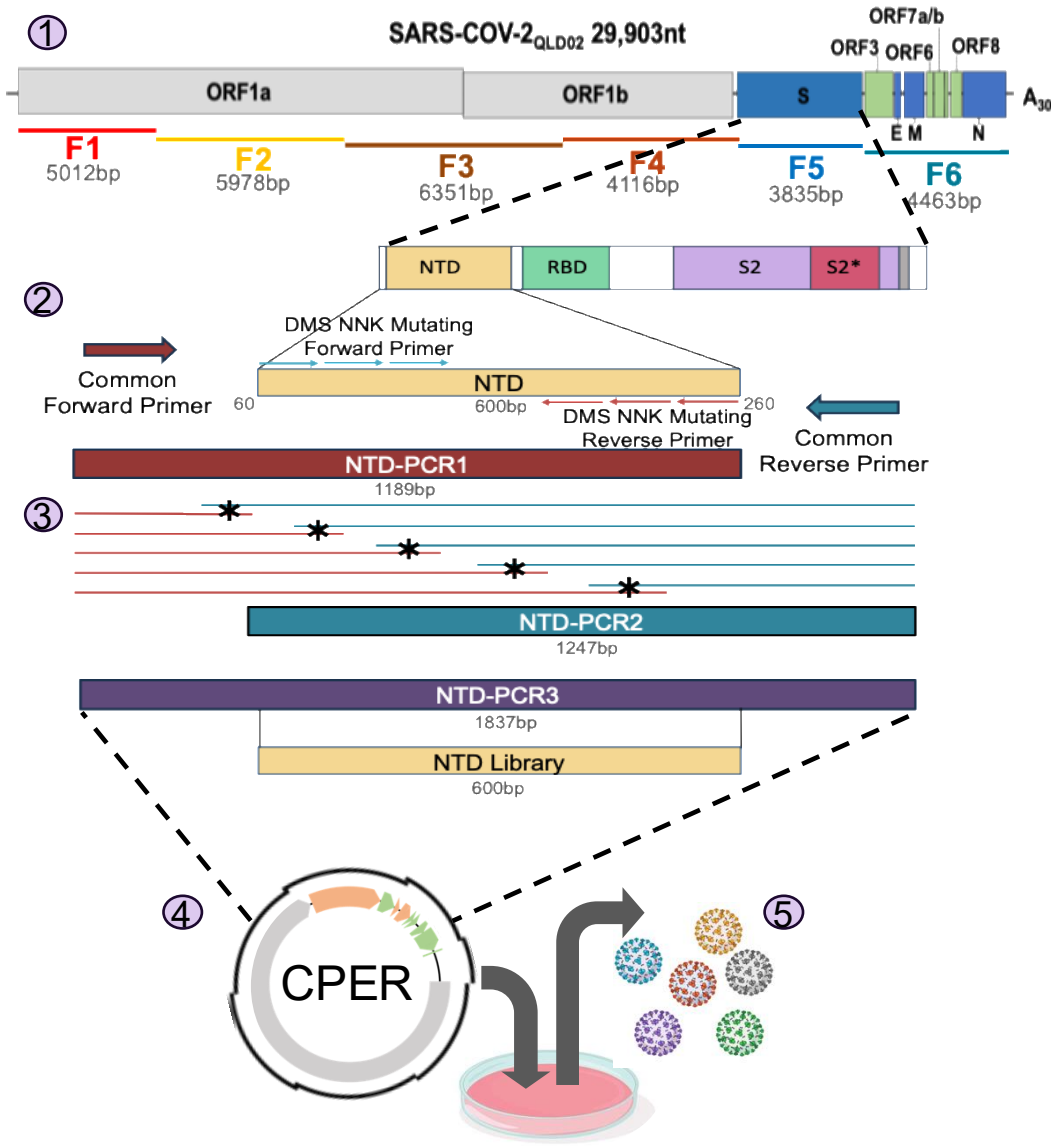 1
SARS-COV-2QLD02 29,903nt
ORF7a/b
ORF3 ORF6 ORF8
ORF1a ORF1b S A30
E M N
F1 F2 F3 F4 F5 F6
5012bp 5978bp 6351bp 4116bp 3835bp 4463bp
NTD RBD S2 S2*
2
DMS NNK Mutating
Forward Primer
Common
Forward Primer
NTD
60 600bp 260
DMS NNK Mutating
Reverse Primer
Common
Reverse Primer
NTD-PCR1
1189bp
3
NTD-PCR2
1247bp
NTD-PCR3
1837bp
NTD Library
600bp
4
5
CPER